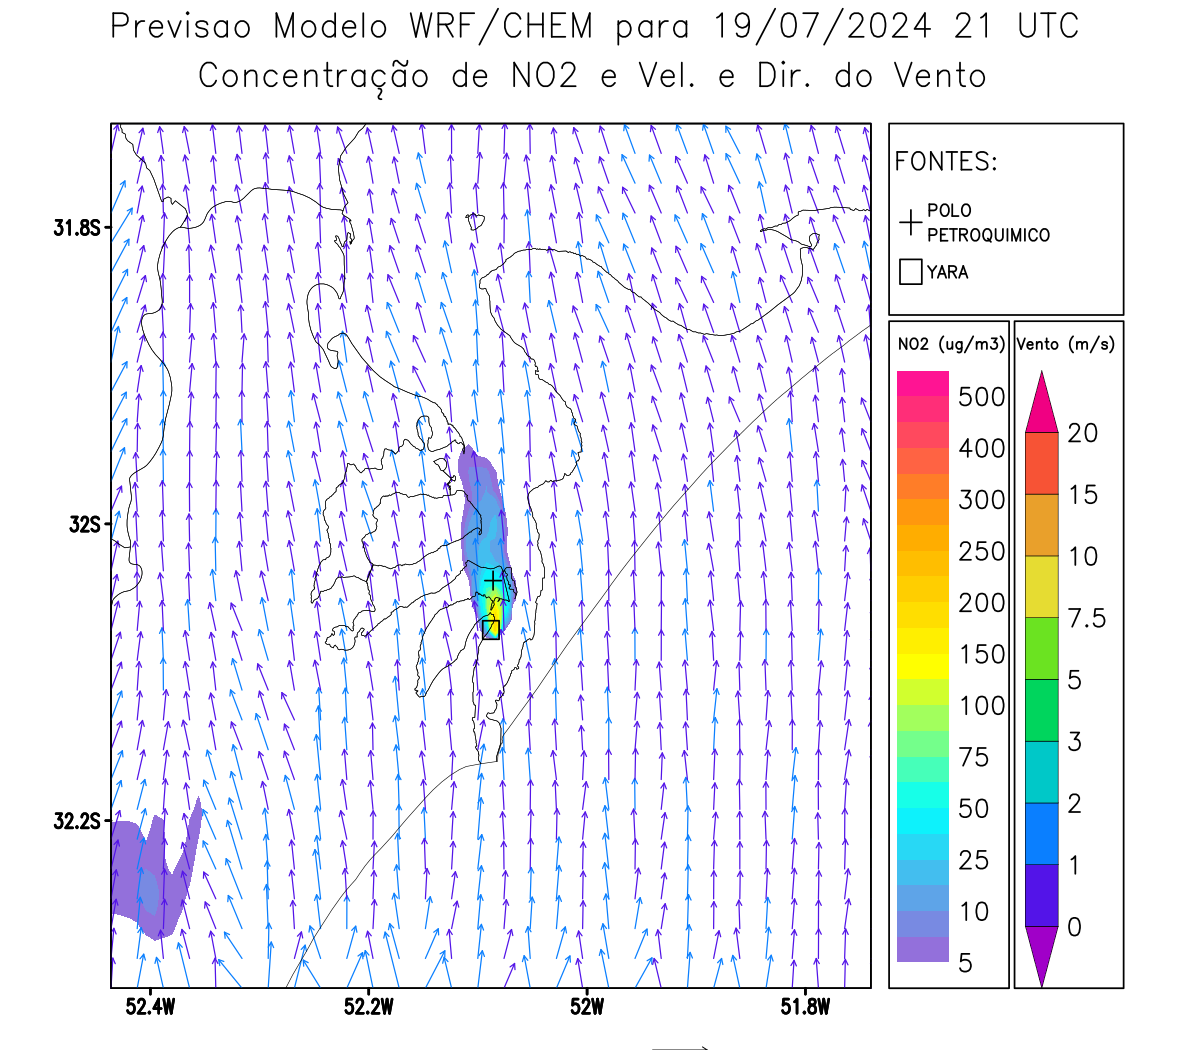 Previsao Modelo WRF/CHEM para 19/07/2024 21 UTC
Concentração de NO2 e Vel. e Dir. do Vento
FONTES:
POLO
PETROQUIMICO
YARA
31.8S
32S
32.2S
52.4W
52.2W
52W
51.8W
NO2 (ug/m3)
500
400
300
250
200
150
100
75
50
25
10
5
Vento (m/s)
20
15
10
7.5
5
3
2
1
0